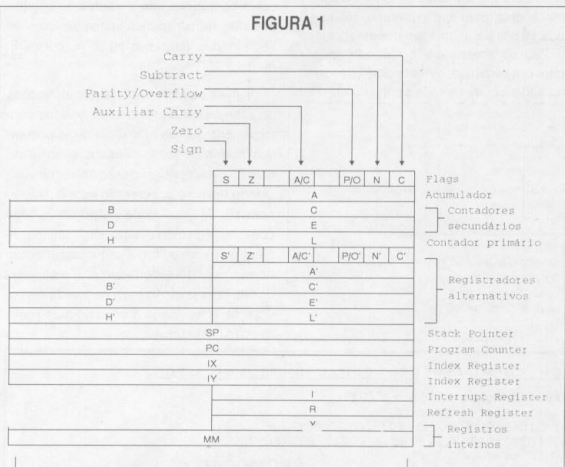 FIGURA 1
Carry
Subtract
Parity/Overflow
Auxiliar Carry
Zero
Sign
S Z A/C P/O N C Flags
A Acumulador
B C Contadores
D E secundários
H L Contador primário
S' Z' A/C' P/O' N' C'
A' Registradores
B' C' alternativos
D' E'
H' L'
SP Stack Pointer
PC Program Counter
IX Index Register
IY Index Register
I Interrupt Register
R Refresh Register
Y Registros
MM internos